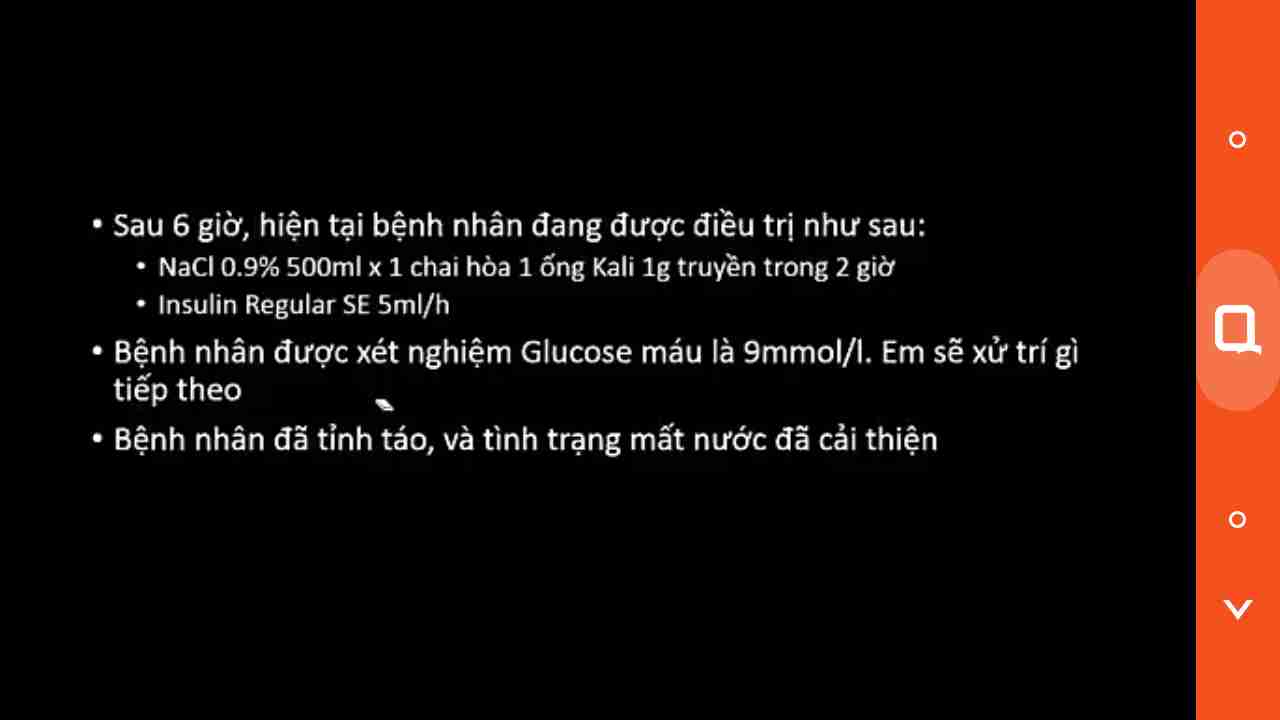 • Sau 6 giờ, hiện tại bệnh nhân đang được điều trị như sau:
• NaCl 0.9% 500ml x 1 chai hòa 1 ống Kali 1g truyền trong 2 giờ
• Insulin Regular SE 5ml/h
• Bệnh nhân được xét nghiệm Glucose máu là 9mmol/l. Em sẽ xử trí gì
tiếp theo
• Bệnh nhân đã tỉnh táo, và tình trạng mất nước đã cải thiện